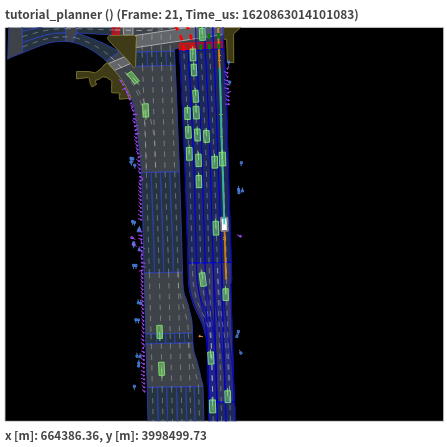 tutorial_planner () (Frame: 21, Time_us: 1620863014101083)
x [m]: 664386.36, y [m]: 3998499.73